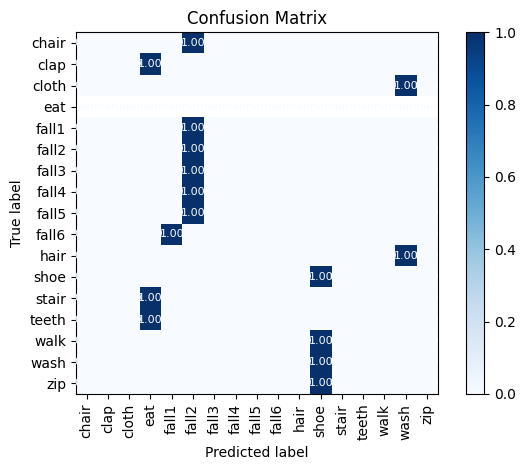 Confusion Matrix
True label
chair 1.00
clap 1.00
cloth 1.00
eat
fall1 1.00
fall2 1.00
fall3 1.00
fall4 1.00
fall5 1.00
fall6 1.00
hair 1.00
shoe 1.00
stair 1.00
teeth 1.00
walk 1.00
wash 1.00
zip 1.00
chair clap cloth eat fall1 fall2 fall3 fall4 fall5 fall6 hair shoe stair teeth walk wash zip
Predicted label
1.0
0.8
0.6
0.4
0.2
0.0